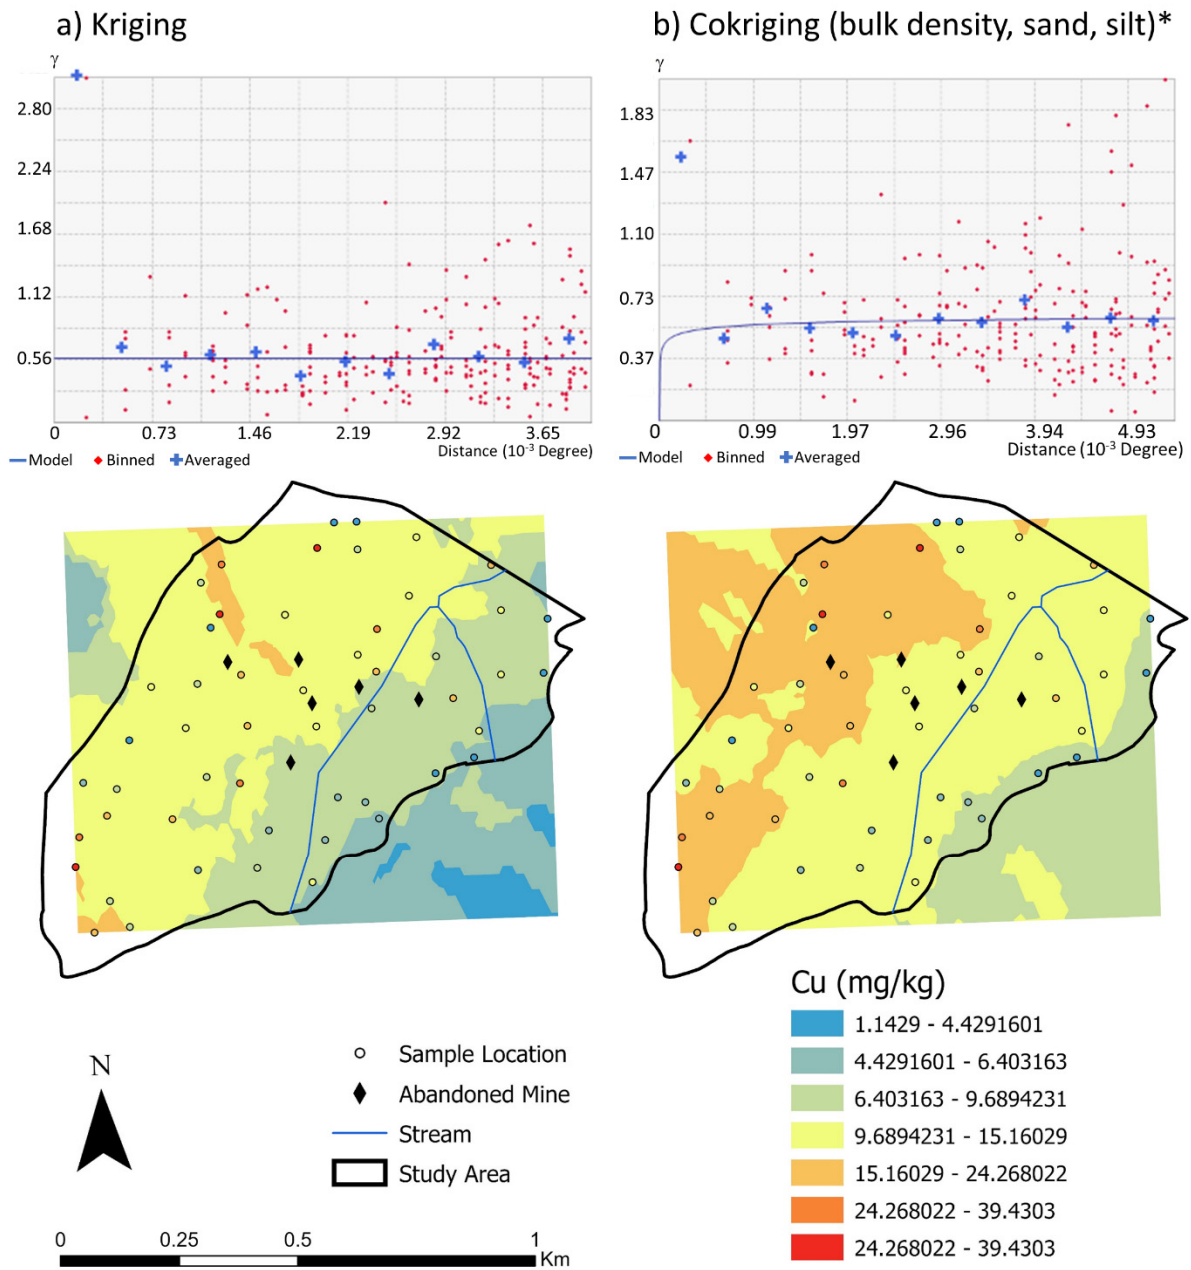 a) Kriging
b) Cokriging (bulk density, sand, silt)*
γ
2.80
2.24
1.68
1.12
0.56
0 0.73 1.46 2.19 2.92 3.65
Distance (10⁻³ Degree)
Model Binned Averaged
γ
1.83
1.47
1.10
0.73
0.37
0 0.99 1.97 2.96 3.94 4.93
Distance (10⁻³ Degree)
Model Binned Averaged
N
Sample Location
Abandoned Mine
Stream
Study Area
0 0.25 0.5 1
Km
Cu (mg/kg)
1.1429 - 4.4291601
4.4291601 - 6.403163
6.403163 - 9.6894231
9.6894231 - 15.16029
15.16029 - 24.268022
24.268022 - 39.4303
24.268022 - 39.4303